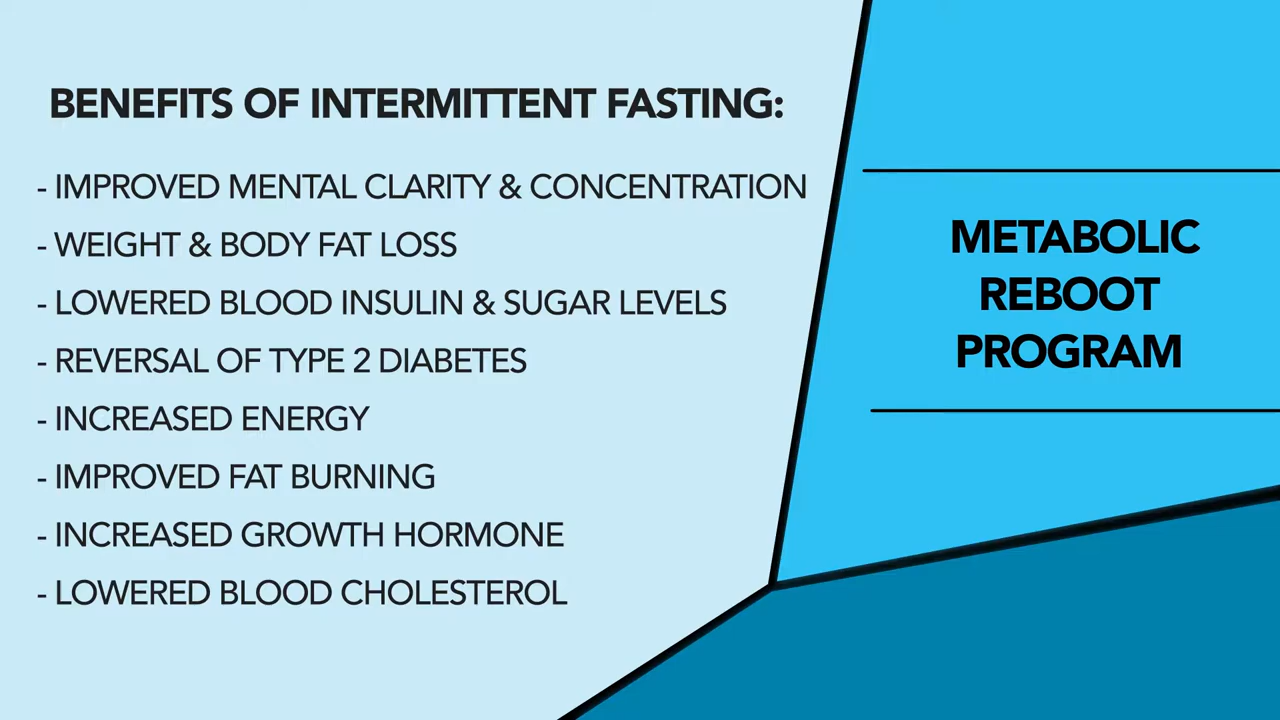 BENEFITS OF INTERMITTENT FASTING:
- IMPROVED MENTAL CLARITY & CONCENTRATION
- WEIGHT & BODY FAT LOSS
- LOWERED BLOOD INSULIN & SUGAR LEVELS
- REVERSAL OF TYPE 2 DIABETES
- INCREASED ENERGY
- IMPROVED FAT BURNING
- INCREASED GROWTH HORMONE
- LOWERED BLOOD CHOLESTEROL
METABOLIC
REBOOT
PROGRAM